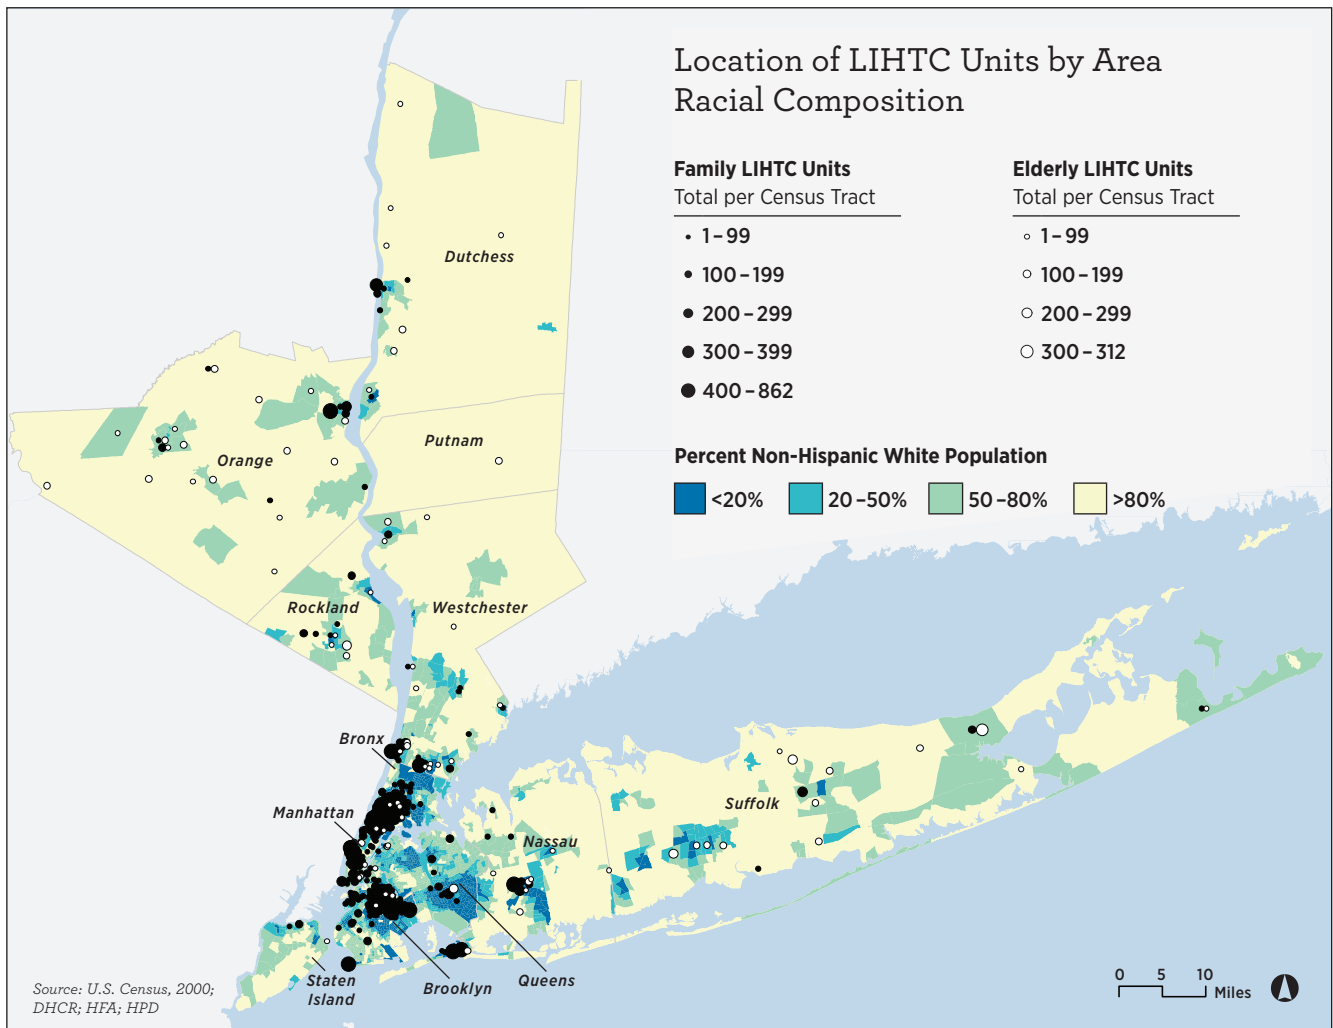 Location of LIHTC Units by Area
Racial Composition
Family LIHTC Units
Total per Census Tract
1–99
100–199
200–299
300–399
400–862
Elderly LIHTC Units
Total per Census Tract
1–99
100–199
200–299
300–312
Percent Non-Hispanic White Population
<20%
20–50%
50–80%
>80%
Dutchess
Putnam
Orange
Rockland
Westchester
Bronx
Manhattan
Suffolk
Nassau
Queens
Brooklyn
Staten
Island
0 5 10
Miles
Source: U.S. Census, 2000;
DHCR; HFA; HPD